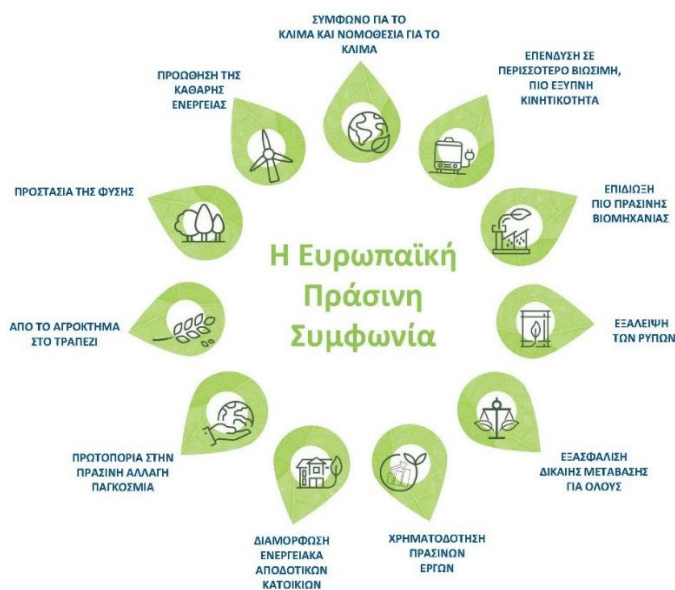 ΣΥΜΦΩΝΟ ΓΙΑ ΤΟ
ΚΛΙΜΑ ΚΑΙ ΝΟΜΟΘΕΣΙΑ ΓΙΑ ΤΟ
ΚΛΙΜΑ
ΕΠΕΝΔΥΣΗ ΣΕ
ΠΕΡΙΣΣΟΤΕΡΟ ΒΙΩΣΙΜΗ,
ΠΙΟ ΕΞΥΠΝΗ
ΚΙΝΗΤΙΚΟΤΗΤΑ
ΕΠΙΔΙΩΞΗ
ΠΙΟ ΠΡΑΣΙΝΗΣ
ΒΙΟΜΗΧΑΝΙΑΣ
ΕΞΑΛΕΙΨΗ
ΤΩΝ ΡΥΠΩΝ
ΕΞΑΣΦΑΛΙΣΗ
ΔΙΚΑΙΗΣ ΜΕΤΑΒΑΣΗΣ
ΓΙΑ ΟΛΟΥΣ
ΧΡΗΜΑΤΟΔΟΤΗΣΗ
ΠΡΑΣΙΝΩΝ
ΕΡΓΩΝ
ΔΙΑΜΟΡΦΩΣΗ
ΕΝΕΡΓΕΙΑΚΑ
ΑΠΟΔΟΤΙΚΩΝ
ΚΑΤΟΙΚΙΩΝ
ΠΡΩΤΟΠΟΡΙΑ ΣΤΗΝ
ΠΡΑΣΙΝΗ ΑΛΛΑΓΗ
ΠΑΓΚΟΣΜΙΑ
ΑΠΟ ΤΟ ΑΓΡΟΚΤΗΜΑ
ΣΤΟ ΤΡΑΠΕΖΙ
ΠΡΟΣΤΑΣΙΑ ΤΗΣ ΦΥΣΗΣ
ΠΡΟΩΘΗΣΗ ΤΗΣ
ΚΑΘΑΡΗΣ
ΕΝΕΡΓΕΙΑΣ
Η Ευρωπαϊκή
Πράσινη
Συμφωνία